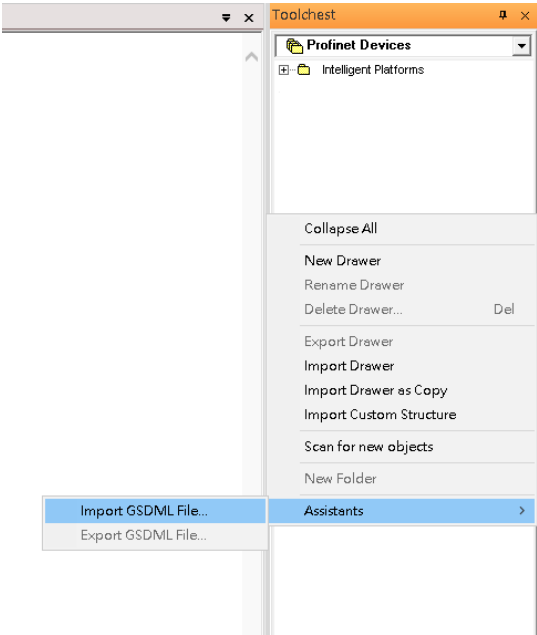 Toolchest
Profinet Devices
Intelligent Platforms
Collapse All
New Drawer
Rename Drawer
Delete Drawer... Del
Export Drawer
Import Drawer
Import Drawer as Copy
Import Custom Structure
Scan for new objects
New Folder
Assistants
Import GSDML File...
Export GSDML File...